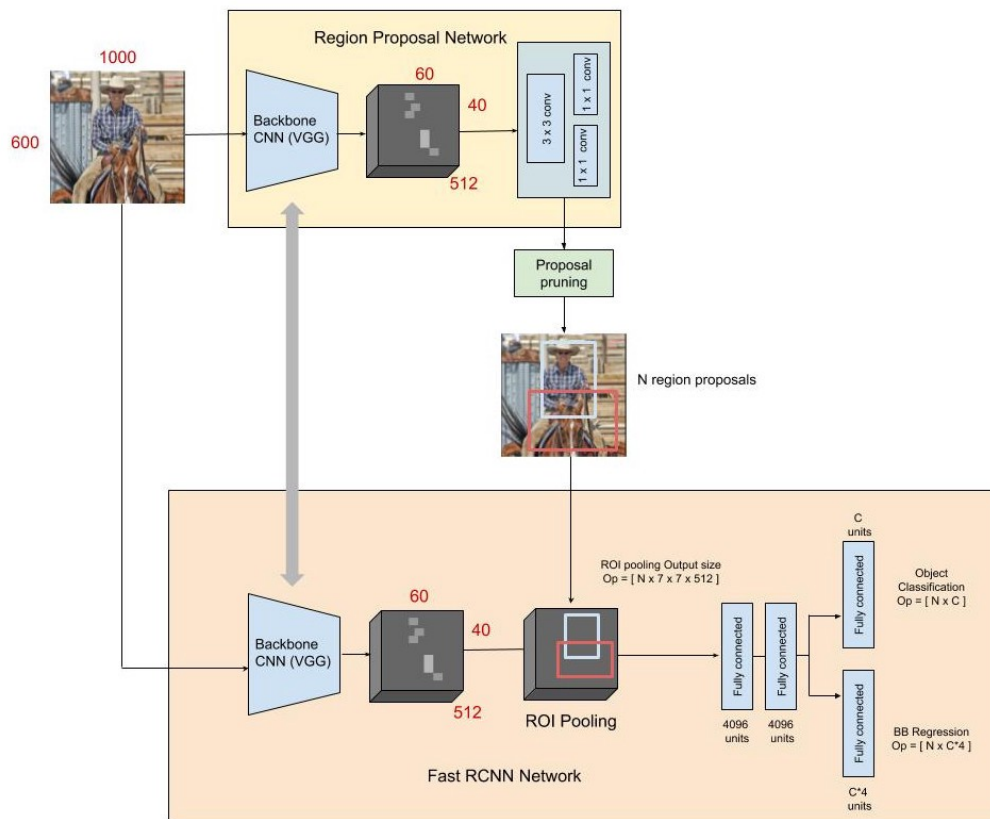 1000
600
Region Proposal Network
Backbone
CNN (VGG)
60
40
512
3 x 3 conv
1 x 1 conv
1 x 1 conv
Proposal
pruning
N region proposals
Backbone
CNN (VGG)
60
40
512
ROI Pooling
ROI pooling Output size
Op = [ N x 7 x 7 x 512 ]
Fully connected
4096
units
Fully connected
4096
units
C
units
Fully connected
Object
Classification
Op = [ N x C ]
Fully connected
C*4
units
BB Regression
Op = [ N x C*4 ]
Fast RCNN Network